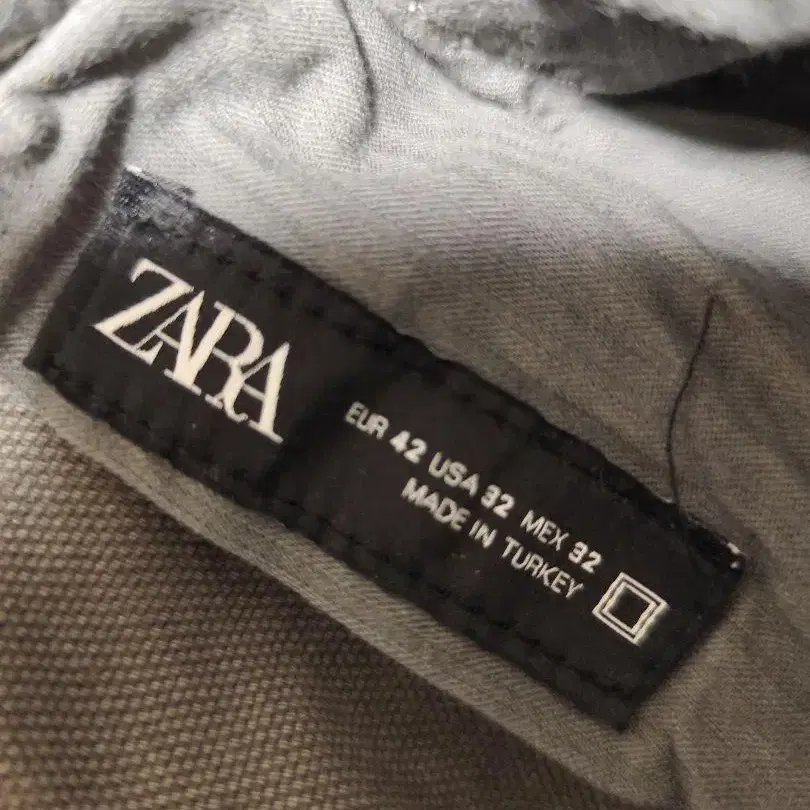 ZARA
EUR 42 USA 32 MEX 32
MADE IN TURKEY